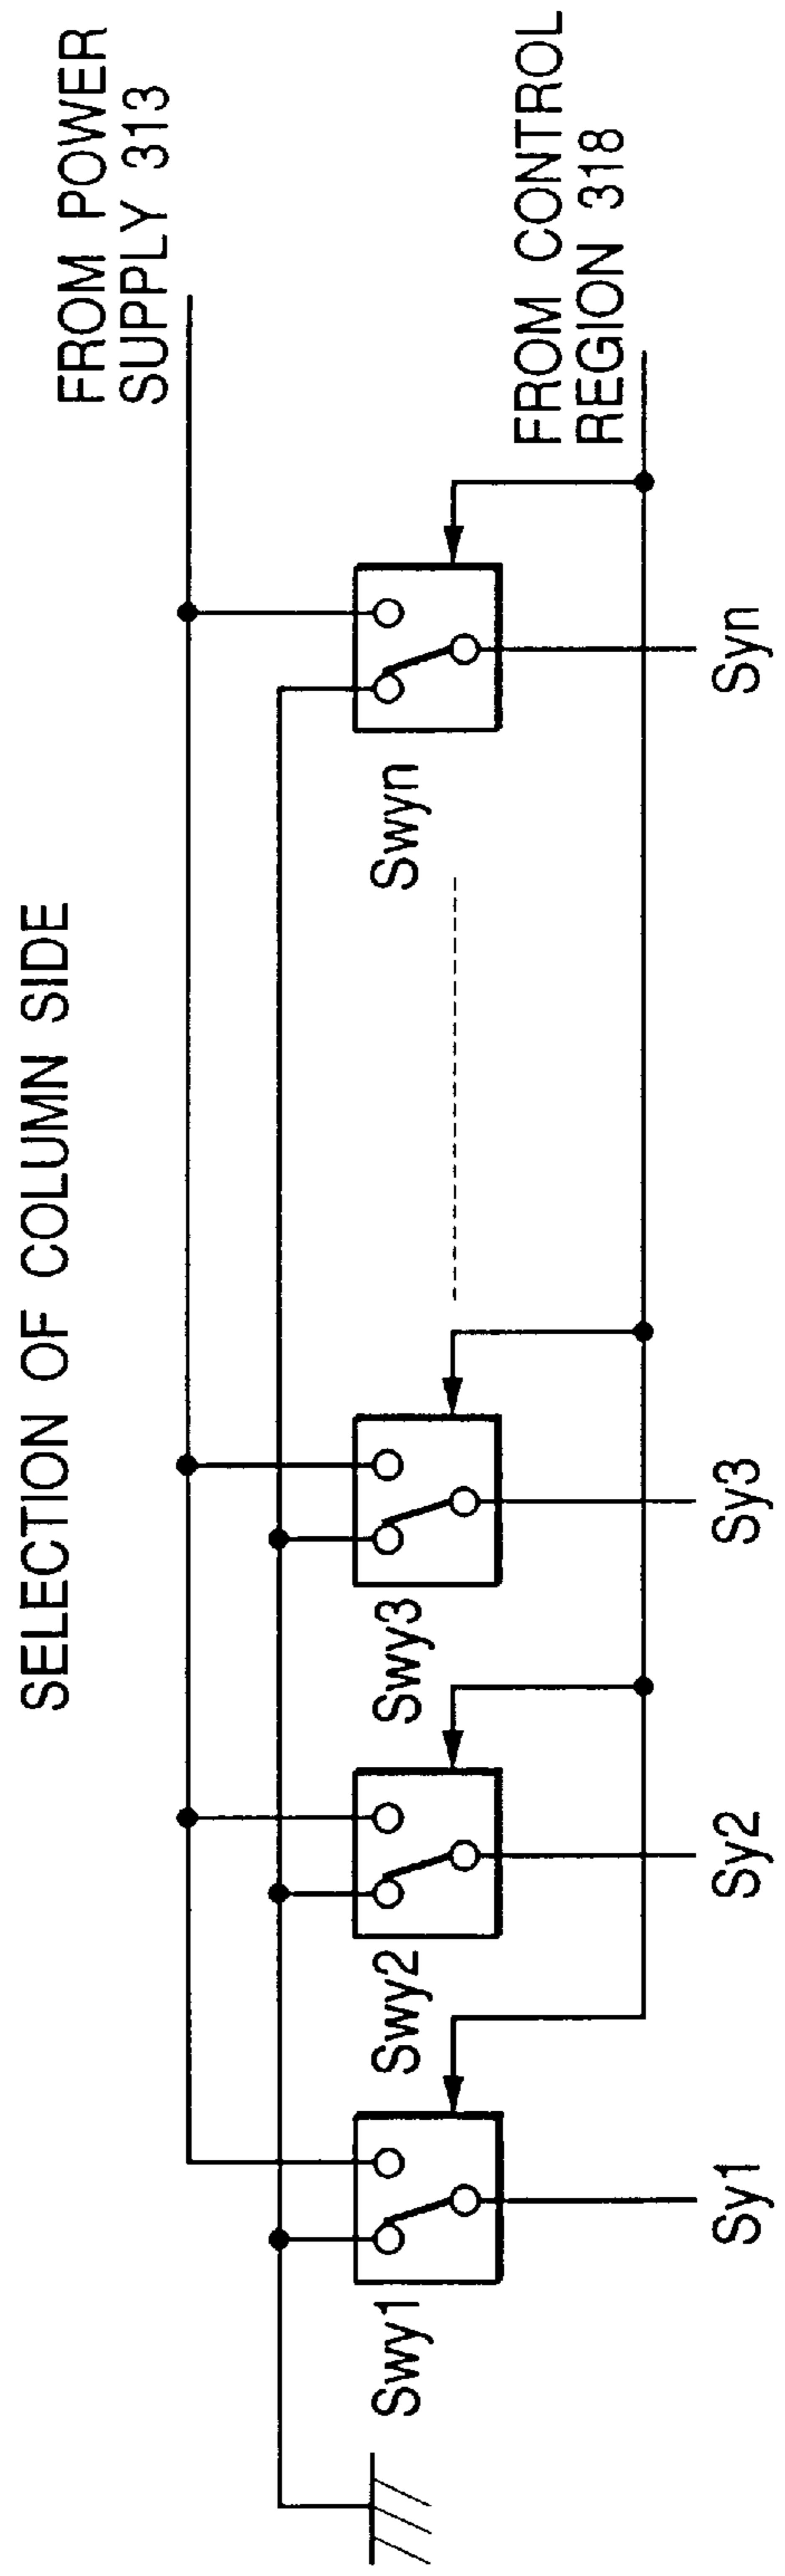 SELECTION OF COLUMN SIDE
FROM POWER
SUPPLY 313
Swy1
Swy2
Swy3
Swyn
FROM CONTROL
REGION 318
Sy1
Sy2
Sy3
Syn